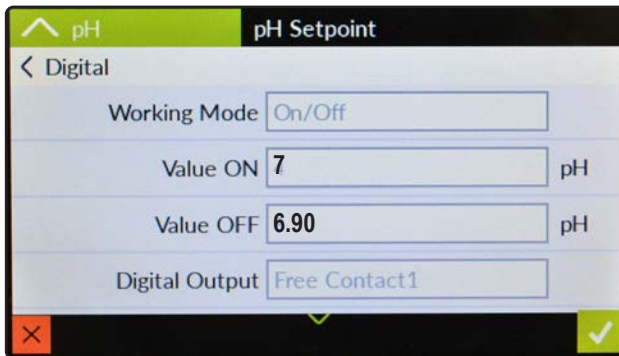 pH pH Setpoint
Digital
Working Mode On/Off
Value ON 7 pH
Value OFF 6.90 pH
Digital Output Free Contact1